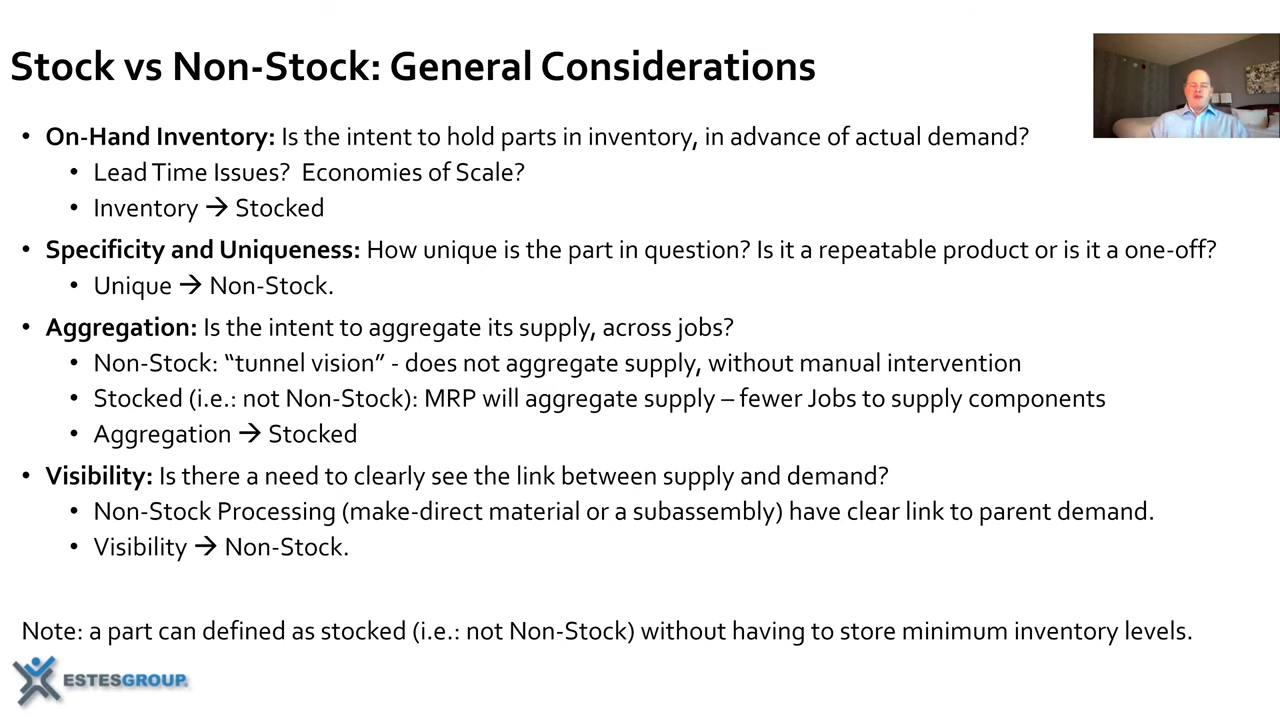 Stock vs Non-Stock: General Considerations
• On-Hand Inventory: Is the intent to hold parts in inventory, in advance of actual demand?
• Lead Time Issues? Economies of Scale?
• Inventory → Stocked
• Specificity and Uniqueness: How unique is the part in question? Is it a repeatable product or is it a one-off?
• Unique → Non-Stock.
• Aggregation: Is the intent to aggregate its supply, across jobs?
• Non-Stock: “tunnel vision” - does not aggregate supply, without manual intervention
• Stocked (i.e.: not Non-Stock): MRP will aggregate supply – fewer Jobs to supply components
• Aggregation → Stocked
• Visibility: Is there a need to clearly see the link between supply and demand?
• Non-Stock Processing (make-direct material or a subassembly) have clear link to parent demand.
• Visibility → Non-Stock.
Note: a part can defined as stocked (i.e.: not Non-Stock) without having to store minimum inventory levels.
ESTESGROUP